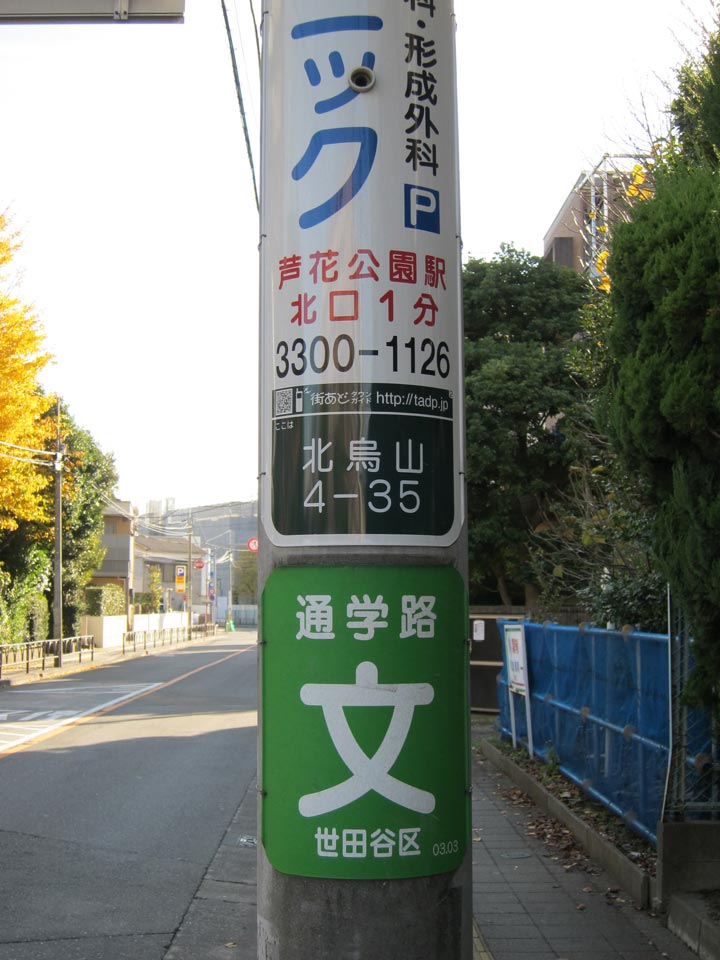 ニック
科・形成外科
P
芦花公園駅
北口1分
3300-1126
街あど http://tadp.jp
ここは
北烏山
4-35
通学路
文
世田谷区
03.03